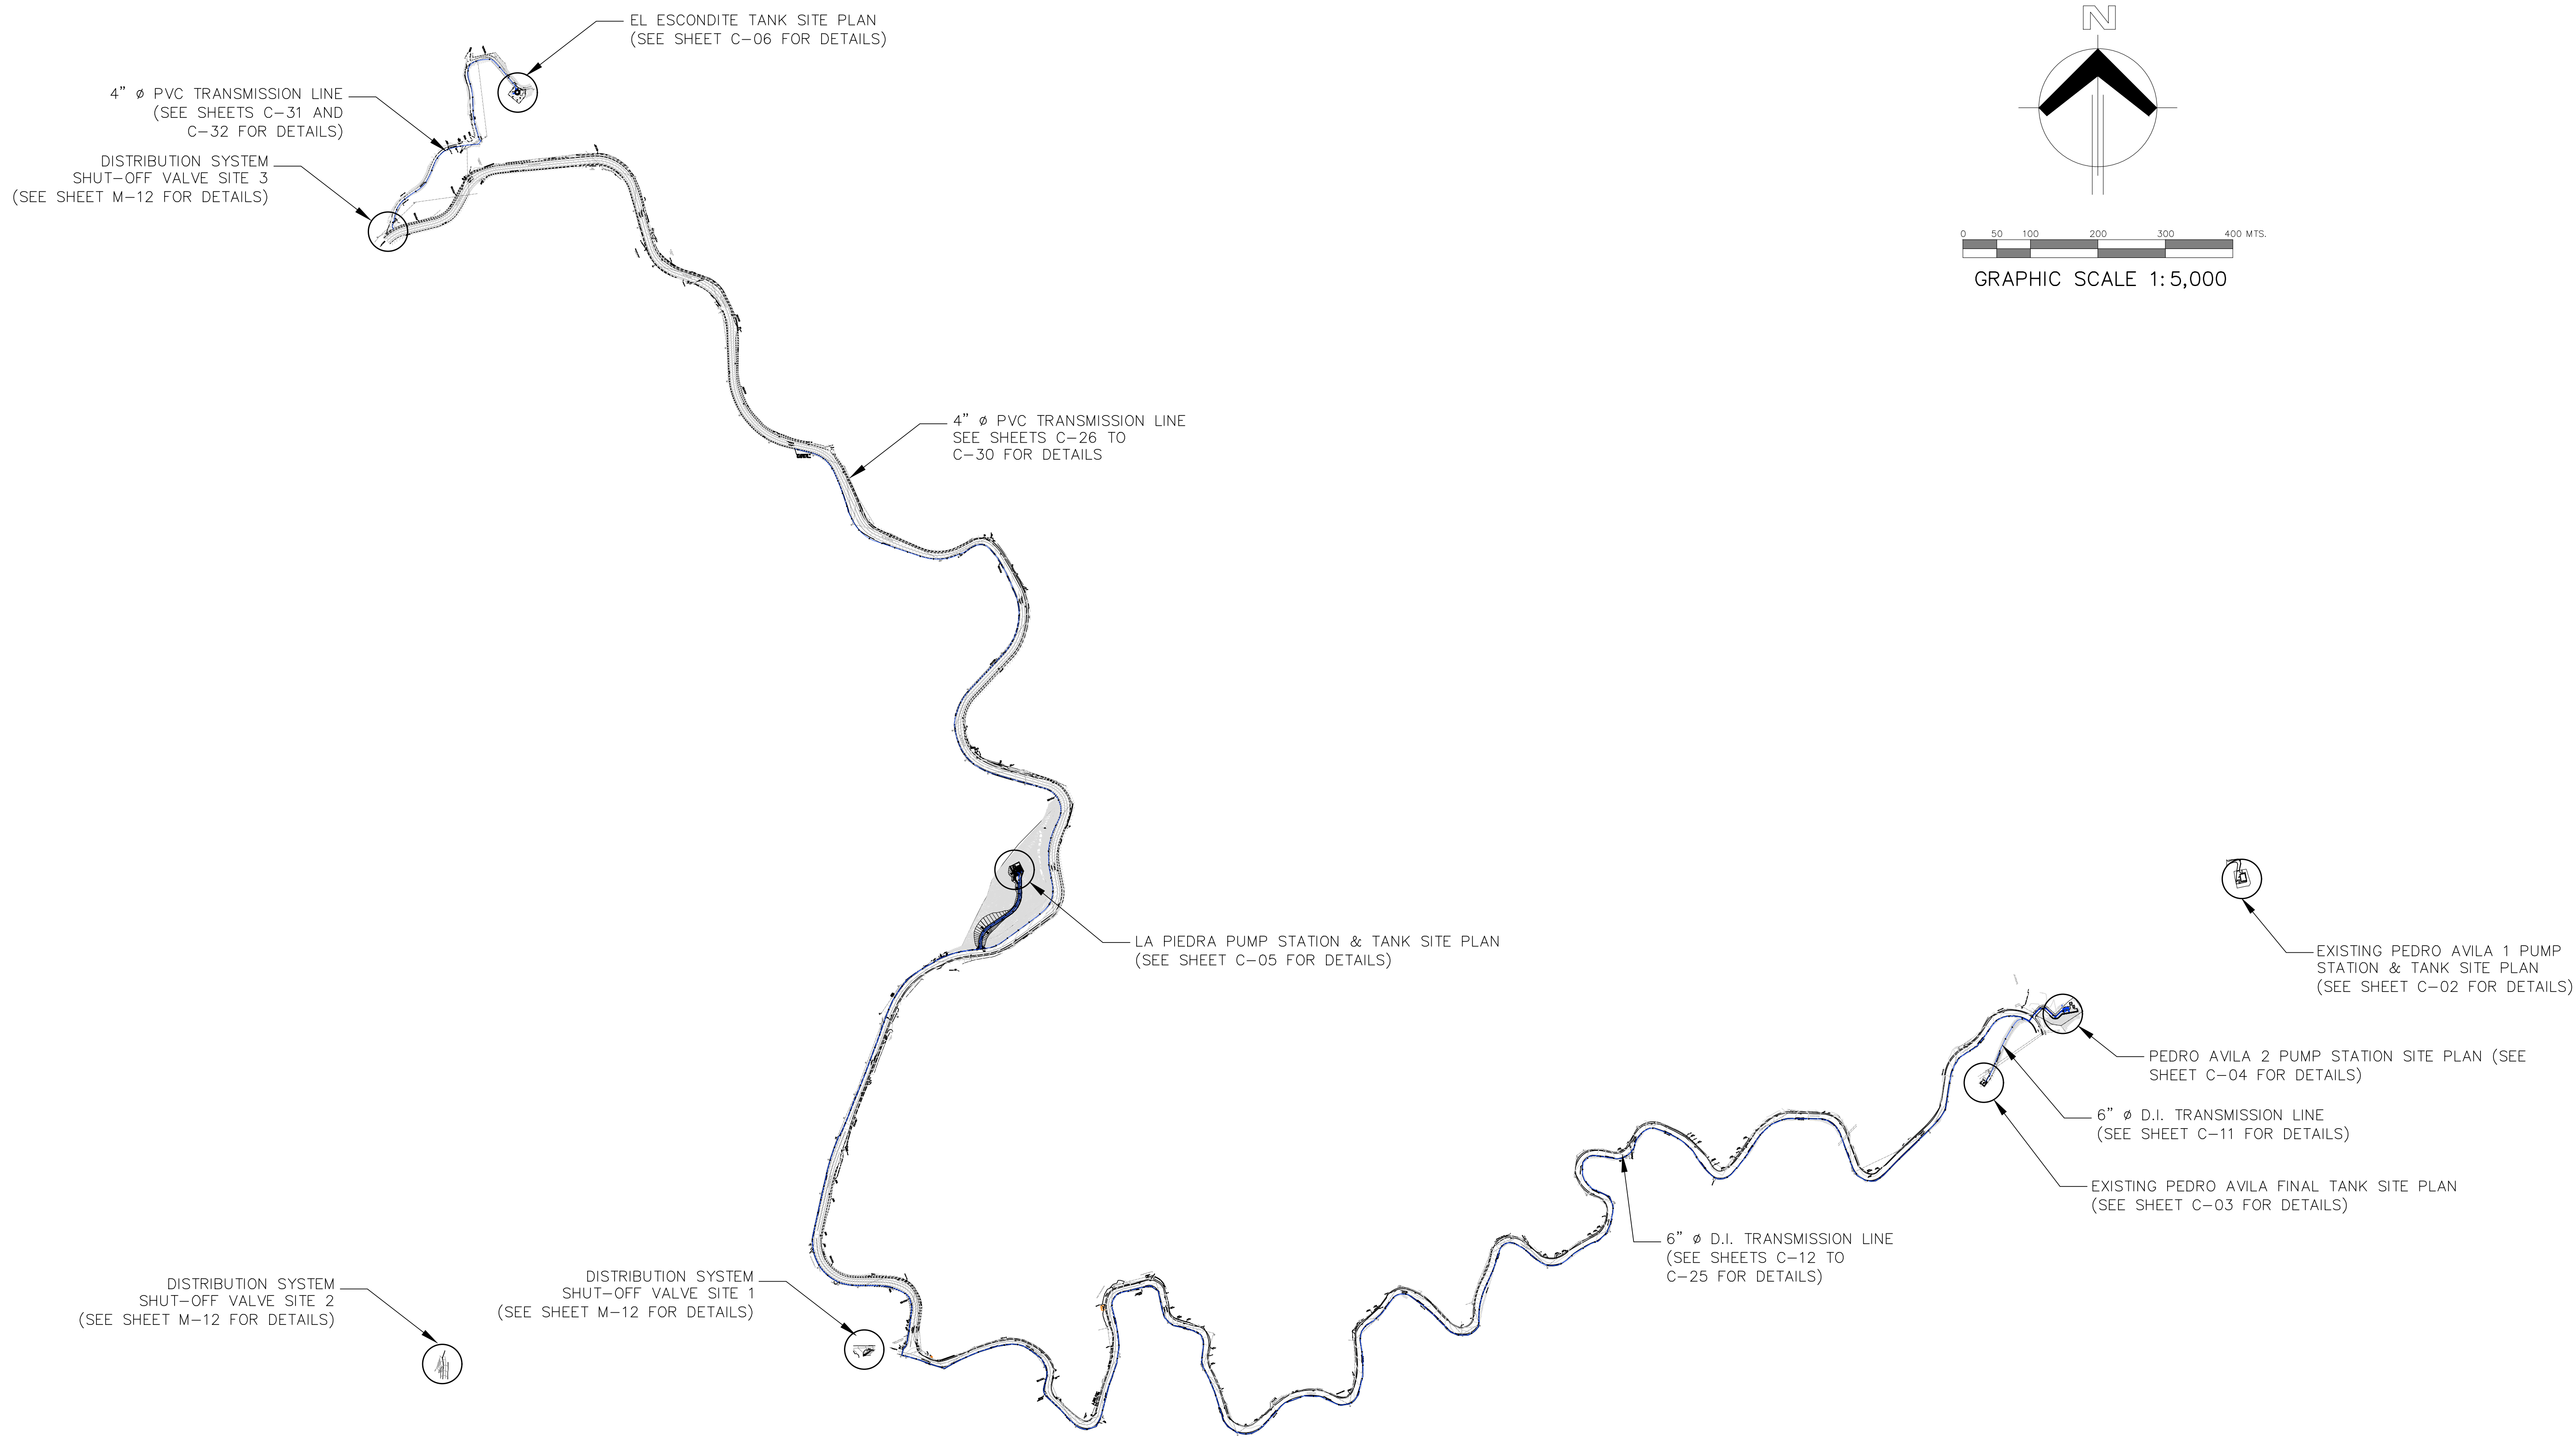 EL ESCONDITE TANK SITE PLAN
(SEE SHEET C-06 FOR DETAILS)
N
4" ø PVC TRANSMISSION LINE
(SEE SHEETS C-31 AND
C-32 FOR DETAILS)
DISTRIBUTION SYSTEM
SHUT-OFF VALVE SITE 3
(SEE SHEET M-12 FOR DETAILS)
0 50 100 200 300 400 MTS.
GRAPHIC SCALE 1:5,000
4" ø PVC TRANSMISSION LINE
SEE SHEETS C-26 TO
C-30 FOR DETAILS
LA PIEDRA PUMP STATION & TANK SITE PLAN
(SEE SHEET C-05 FOR DETAILS)
EXISTING PEDRO AVILA 1 PUMP
STATION & TANK SITE PLAN
(SEE SHEET C-02 FOR DETAILS)
PEDRO AVILA 2 PUMP STATION SITE PLAN (SEE
SHEET C-04 FOR DETAILS)
6" ø D.I. TRANSMISSION LINE
(SEE SHEET C-11 FOR DETAILS)
EXISTING PEDRO AVILA FINAL TANK SITE PLAN
(SEE SHEET C-03 FOR DETAILS)
6" ø D.I. TRANSMISSION LINE
(SEE SHEETS C-12 TO
C-25 FOR DETAILS)
DISTRIBUTION SYSTEM
SHUT-OFF VALVE SITE 1
(SEE SHEET M-12 FOR DETAILS)
DISTRIBUTION SYSTEM
SHUT-OFF VALVE SITE 2
(SEE SHEET M-12 FOR DETAILS)